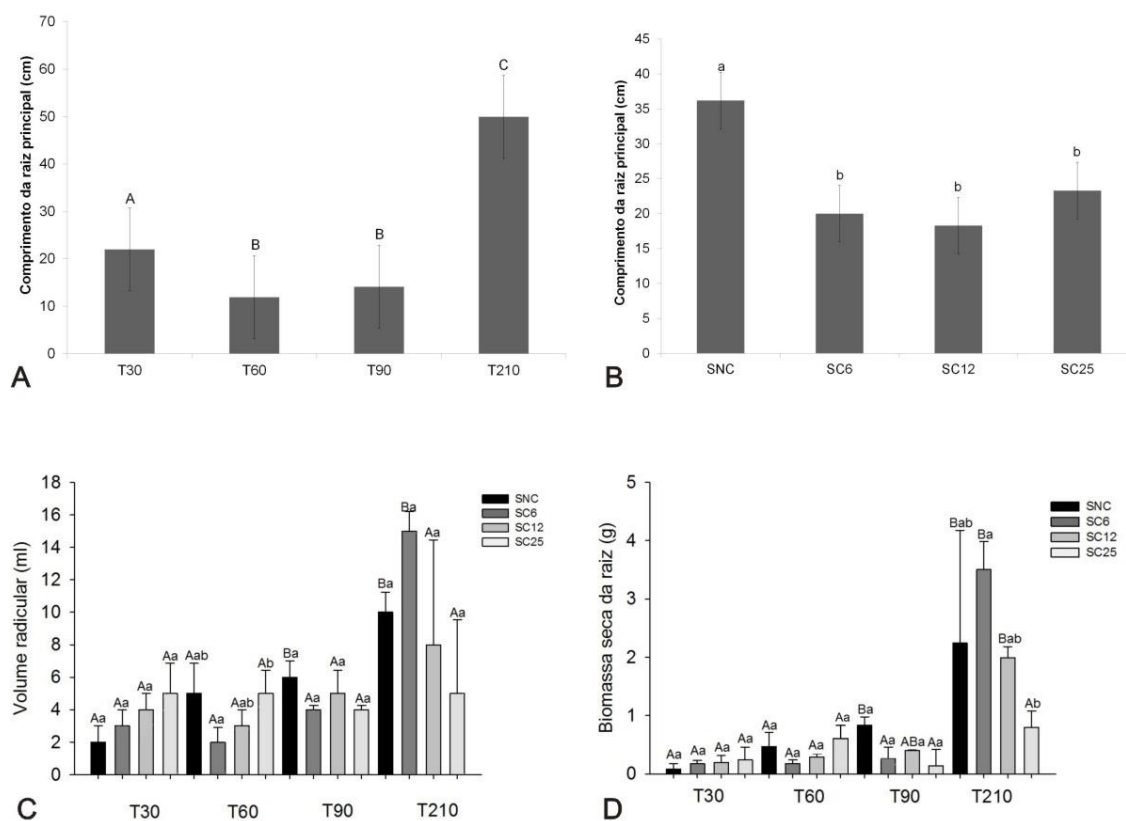 Comprimento da raiz principal (cm)
70
60
50
40
30
20
10
0
A
B
B
C
T30 T60 T90 T210
A
Comprimento da raiz principal (cm)
45
40
35
30
25
20
15
10
5
0
a
b
b
b
SNC SC6 SC12 SC25
B
Volume radicular (ml)
18
16
14
12
10
8
6
4
2
0
SNC
SC6
SC12
SC25
Aa Aa Aa Aa Aab Aa Aab Ab Ba Aa Aa Aa Ba Ba Aa Aa
T30 T60 T90 T210
C
Biomassa seca da raiz (g)
5
4
3
2
1
0
SNC
SC6
SC12
SC25
Aa Aa Aa Aa Aa Aa Aa Aa Ba Aa ABa Aa Bab Ba Bab Ab
T30 T60 T90 T210
D